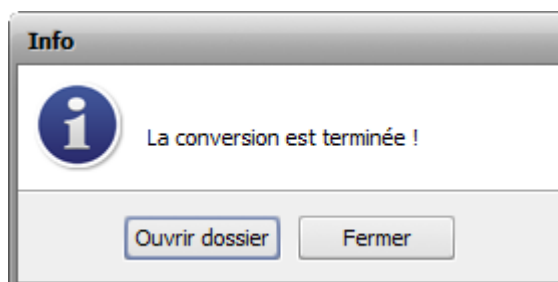 Info
La conversion est terminée !
Ouvrir dossier
Fermer